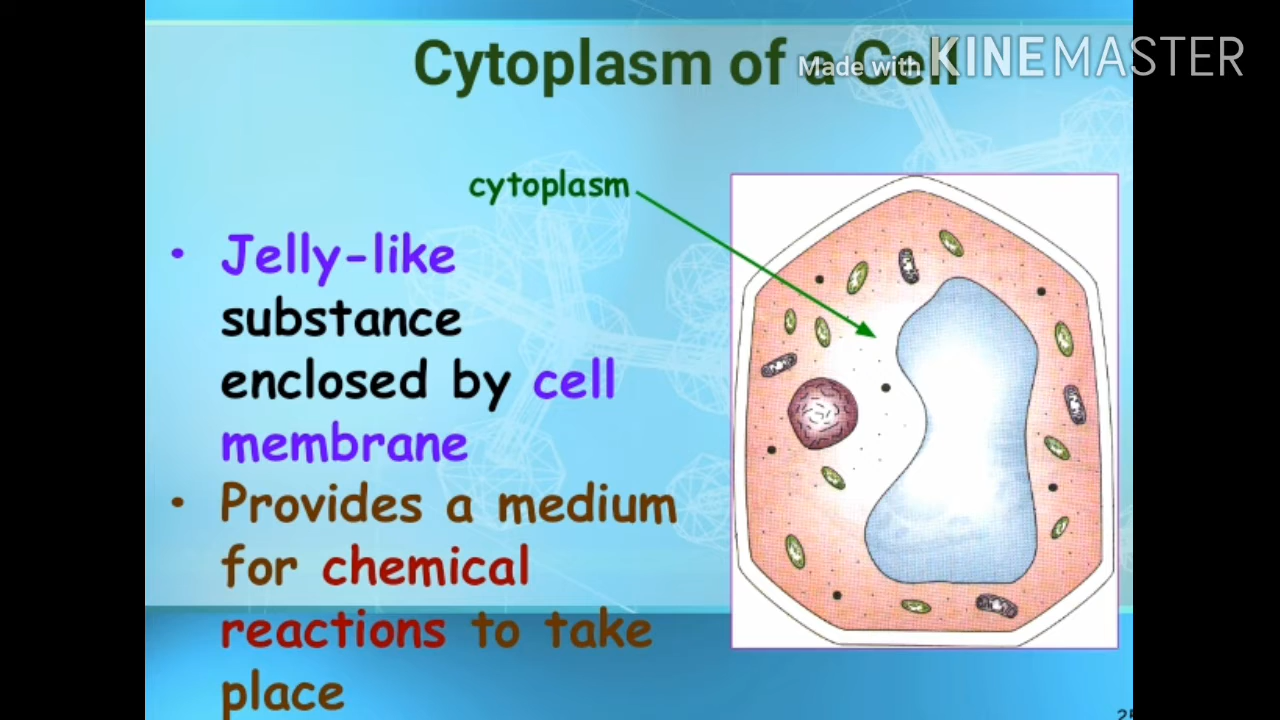 Cytoplasm of a Cell
Made with KINEMASTER
cytoplasm
• Jelly-like
substance
enclosed by cell
membrane
• Provides a medium
for chemical
reactions to take
place